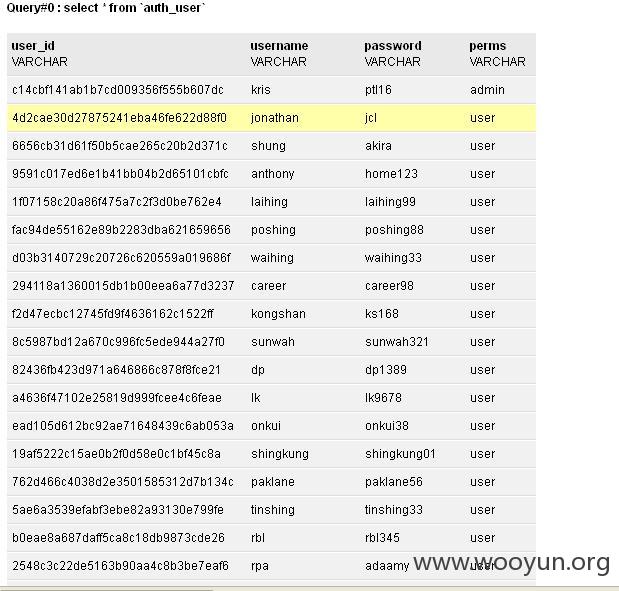 Query#0 : select * from `auth_user`
user_id username password perms
VARCHAR VARCHAR VARCHAR VARCHAR
c14cbf141ab1b7cd009356f555b607dc kris ptl16 admin
4d2cae30d27875241eba46fe622d88f0 jonathan jcl user
6656cb31d61f50b5cae265c20b2d371c shung akira user
9591c017ed6e1b41bb04b2d65101cbfc anthony home123 user
1f07158c20a86f475a7c2f3d0be762e4 laihing laihing99 user
fac94de55162e89b2283dba621659656 poshing poshing88 user
d03b3140729c20726c620559a019686f waihing waihing33 user
294118a1360015db1b00eea6a77d3237 career career98 user
f2d47ecbc12745fd9f4636162c1522ff kongshan ks168 user
8c5987bd12a670c996fc5ede944a27f0 sunwah sunwah321 user
82436fb423d971a646866c878f8fce21 dp dp1389 user
a4636f47102e25819d999fcee4c6feae lk lk9678 user
ead105d612bc92ae71648439c6ab053a onkui onkui38 user
19af5222c15ae0b2f0d58e0c1bf45c8a shingkung shingkung01 user
762d466c4038d2e3501585312d7b134c paklane paklane56 user
5ae6a3539efabf3ebe82a93130e799fe tinshing tinshing33 user
b0eae8a687daff5ca8c18db9873cde26 rbl rbl345 user
2548c3c22de5163b90aa4c8b3be7eaf6 rpa adaamy user
www.wooyun.org